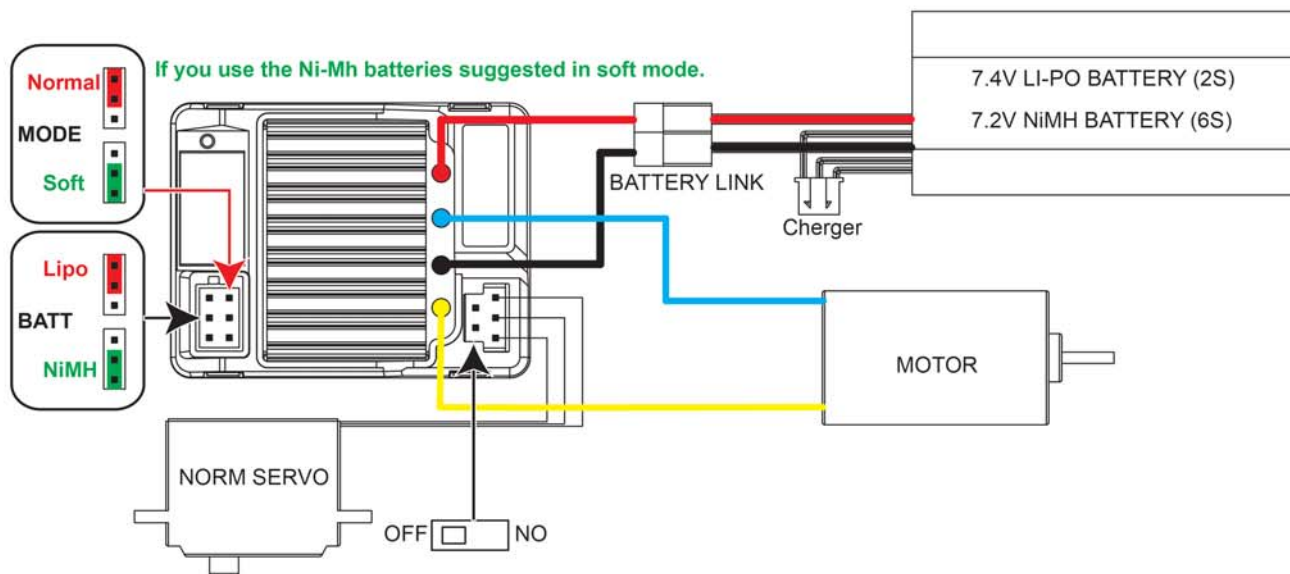 If you use the Ni-Mh batteries suggested in soft mode.
Normal
MODE
Soft
Lipo
BATT
NiMH
7.4V LI-PO BATTERY (2S)
7.2V NiMH BATTERY (6S)
BATTERY LINK
Cherger
MOTOR
NORM SERVO
OFF NO